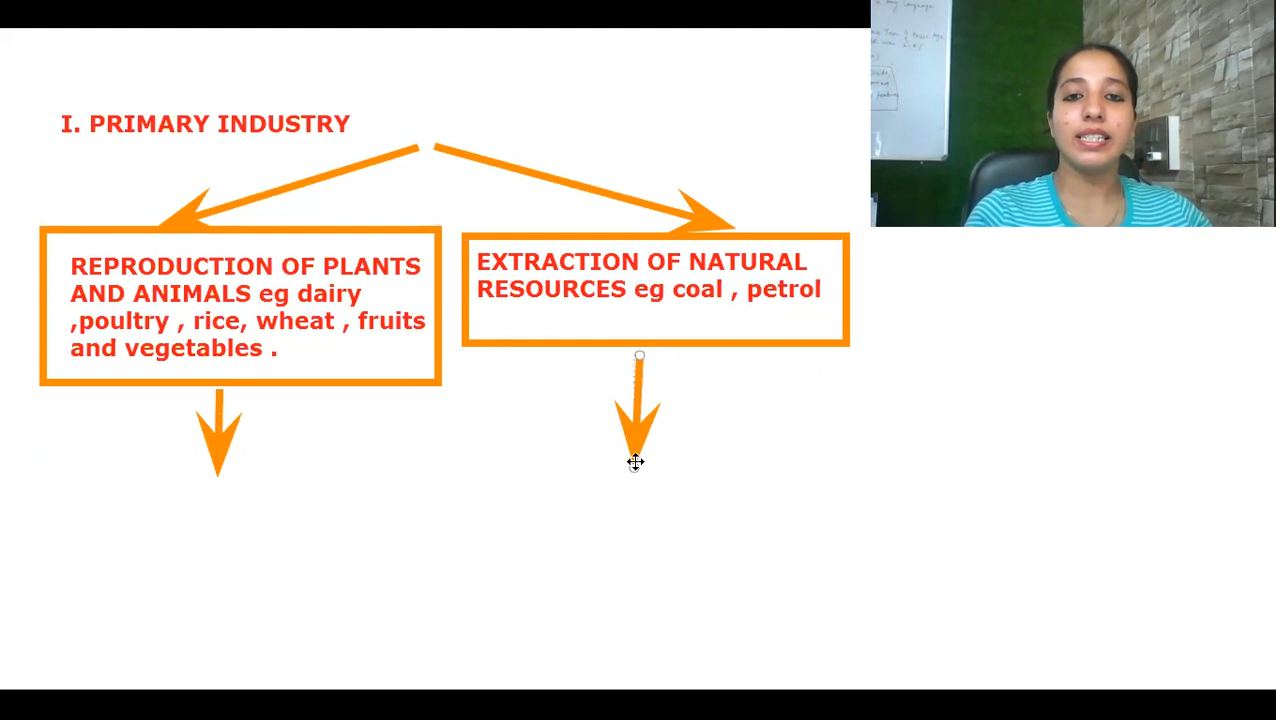 I. PRIMARY INDUSTRY
REPRODUCTION OF PLANTS
AND ANIMALS eg dairy
,poultry , rice, wheat , fruits
and vegetables .
EXTRACTION OF NATURAL
RESOURCES eg coal , petrol
language